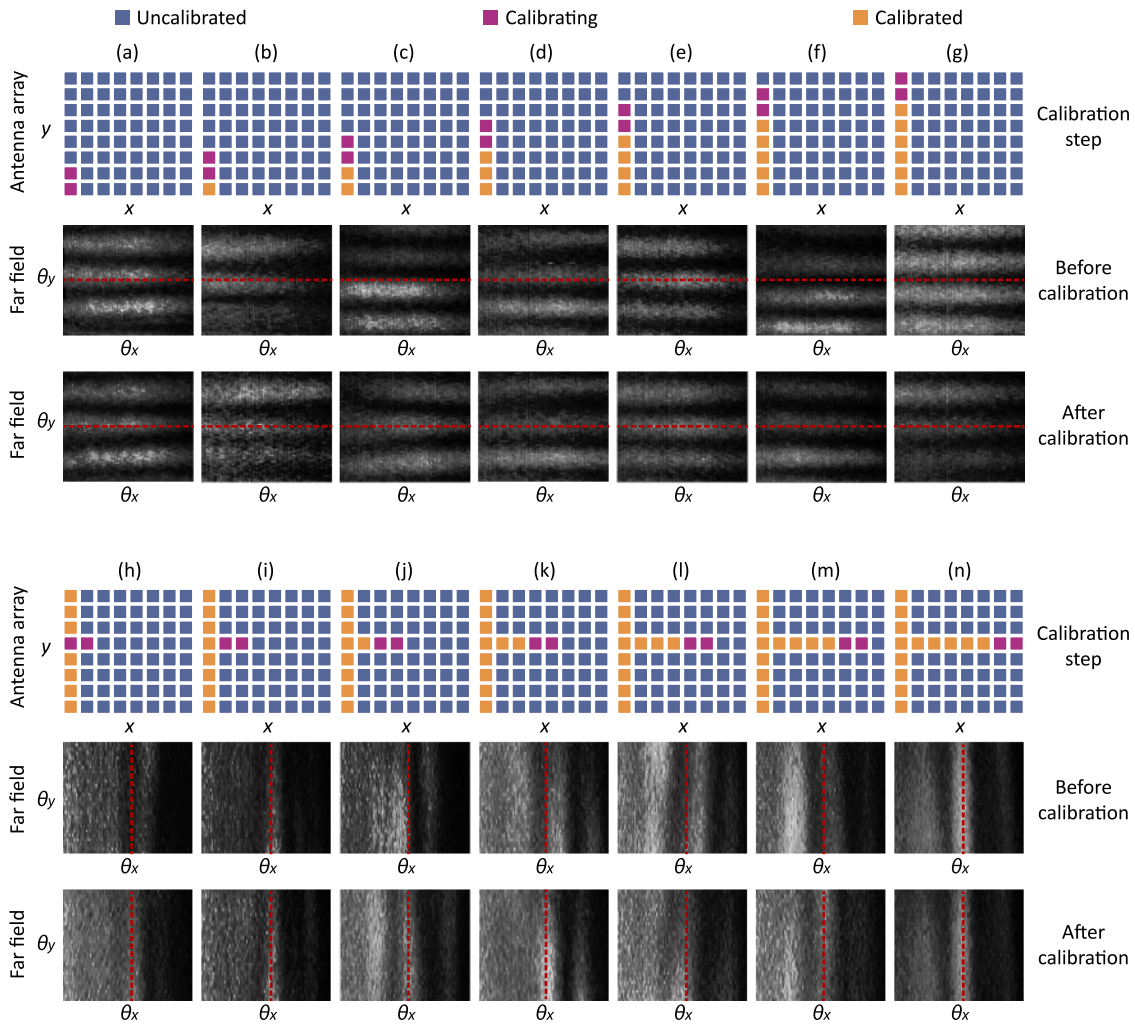 Uncalibrated Calibrating Calibrated
(a) (b) (c) (d) (e) (f) (g)
Antenna array
y
Calibration
step
x x x x x x x
Far field
θy
Before
calibration
θx θx θx θx θx θx θx
Far field
θy
After
calibration
θx θx θx θx θx θx θx
(h) (i) (j) (k) (l) (m) (n)
Antenna array
y
Calibration
step
x x x x x x x
Far field
θy
Before
calibration
θx θx θx θx θx θx θx
Far field
θy
After
calibration
θx θx θx θx θx θx θx